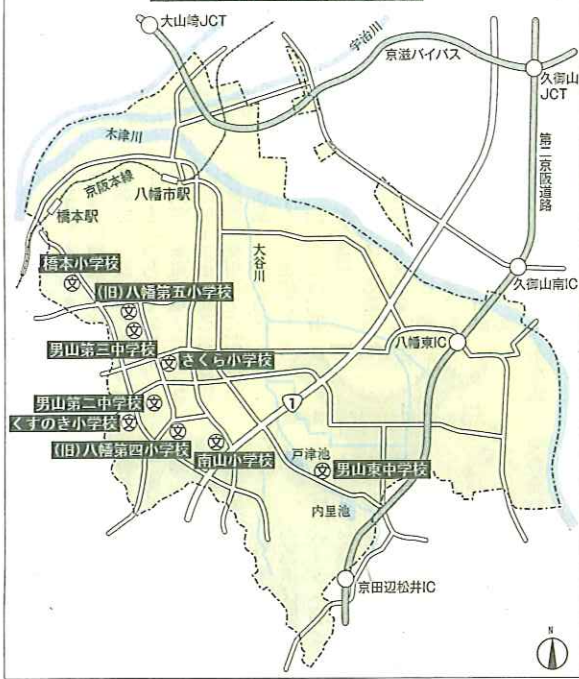 大山崎JCT
宇治川
京滋バイパス
久御山
JCT
木津川
第二京阪道路
京阪本線
八幡市駅
橋本駅
大谷川
橋本小学校
久御山南IC
(旧)八幡第五小学校
八幡東IC
男山第三中学校
さくら小学校
男山第二中学校
1
くすのき小学校
(旧)八幡第四小学校
南山小学校
戸津池
男山東中学校
内里池
京田辺松井IC
N